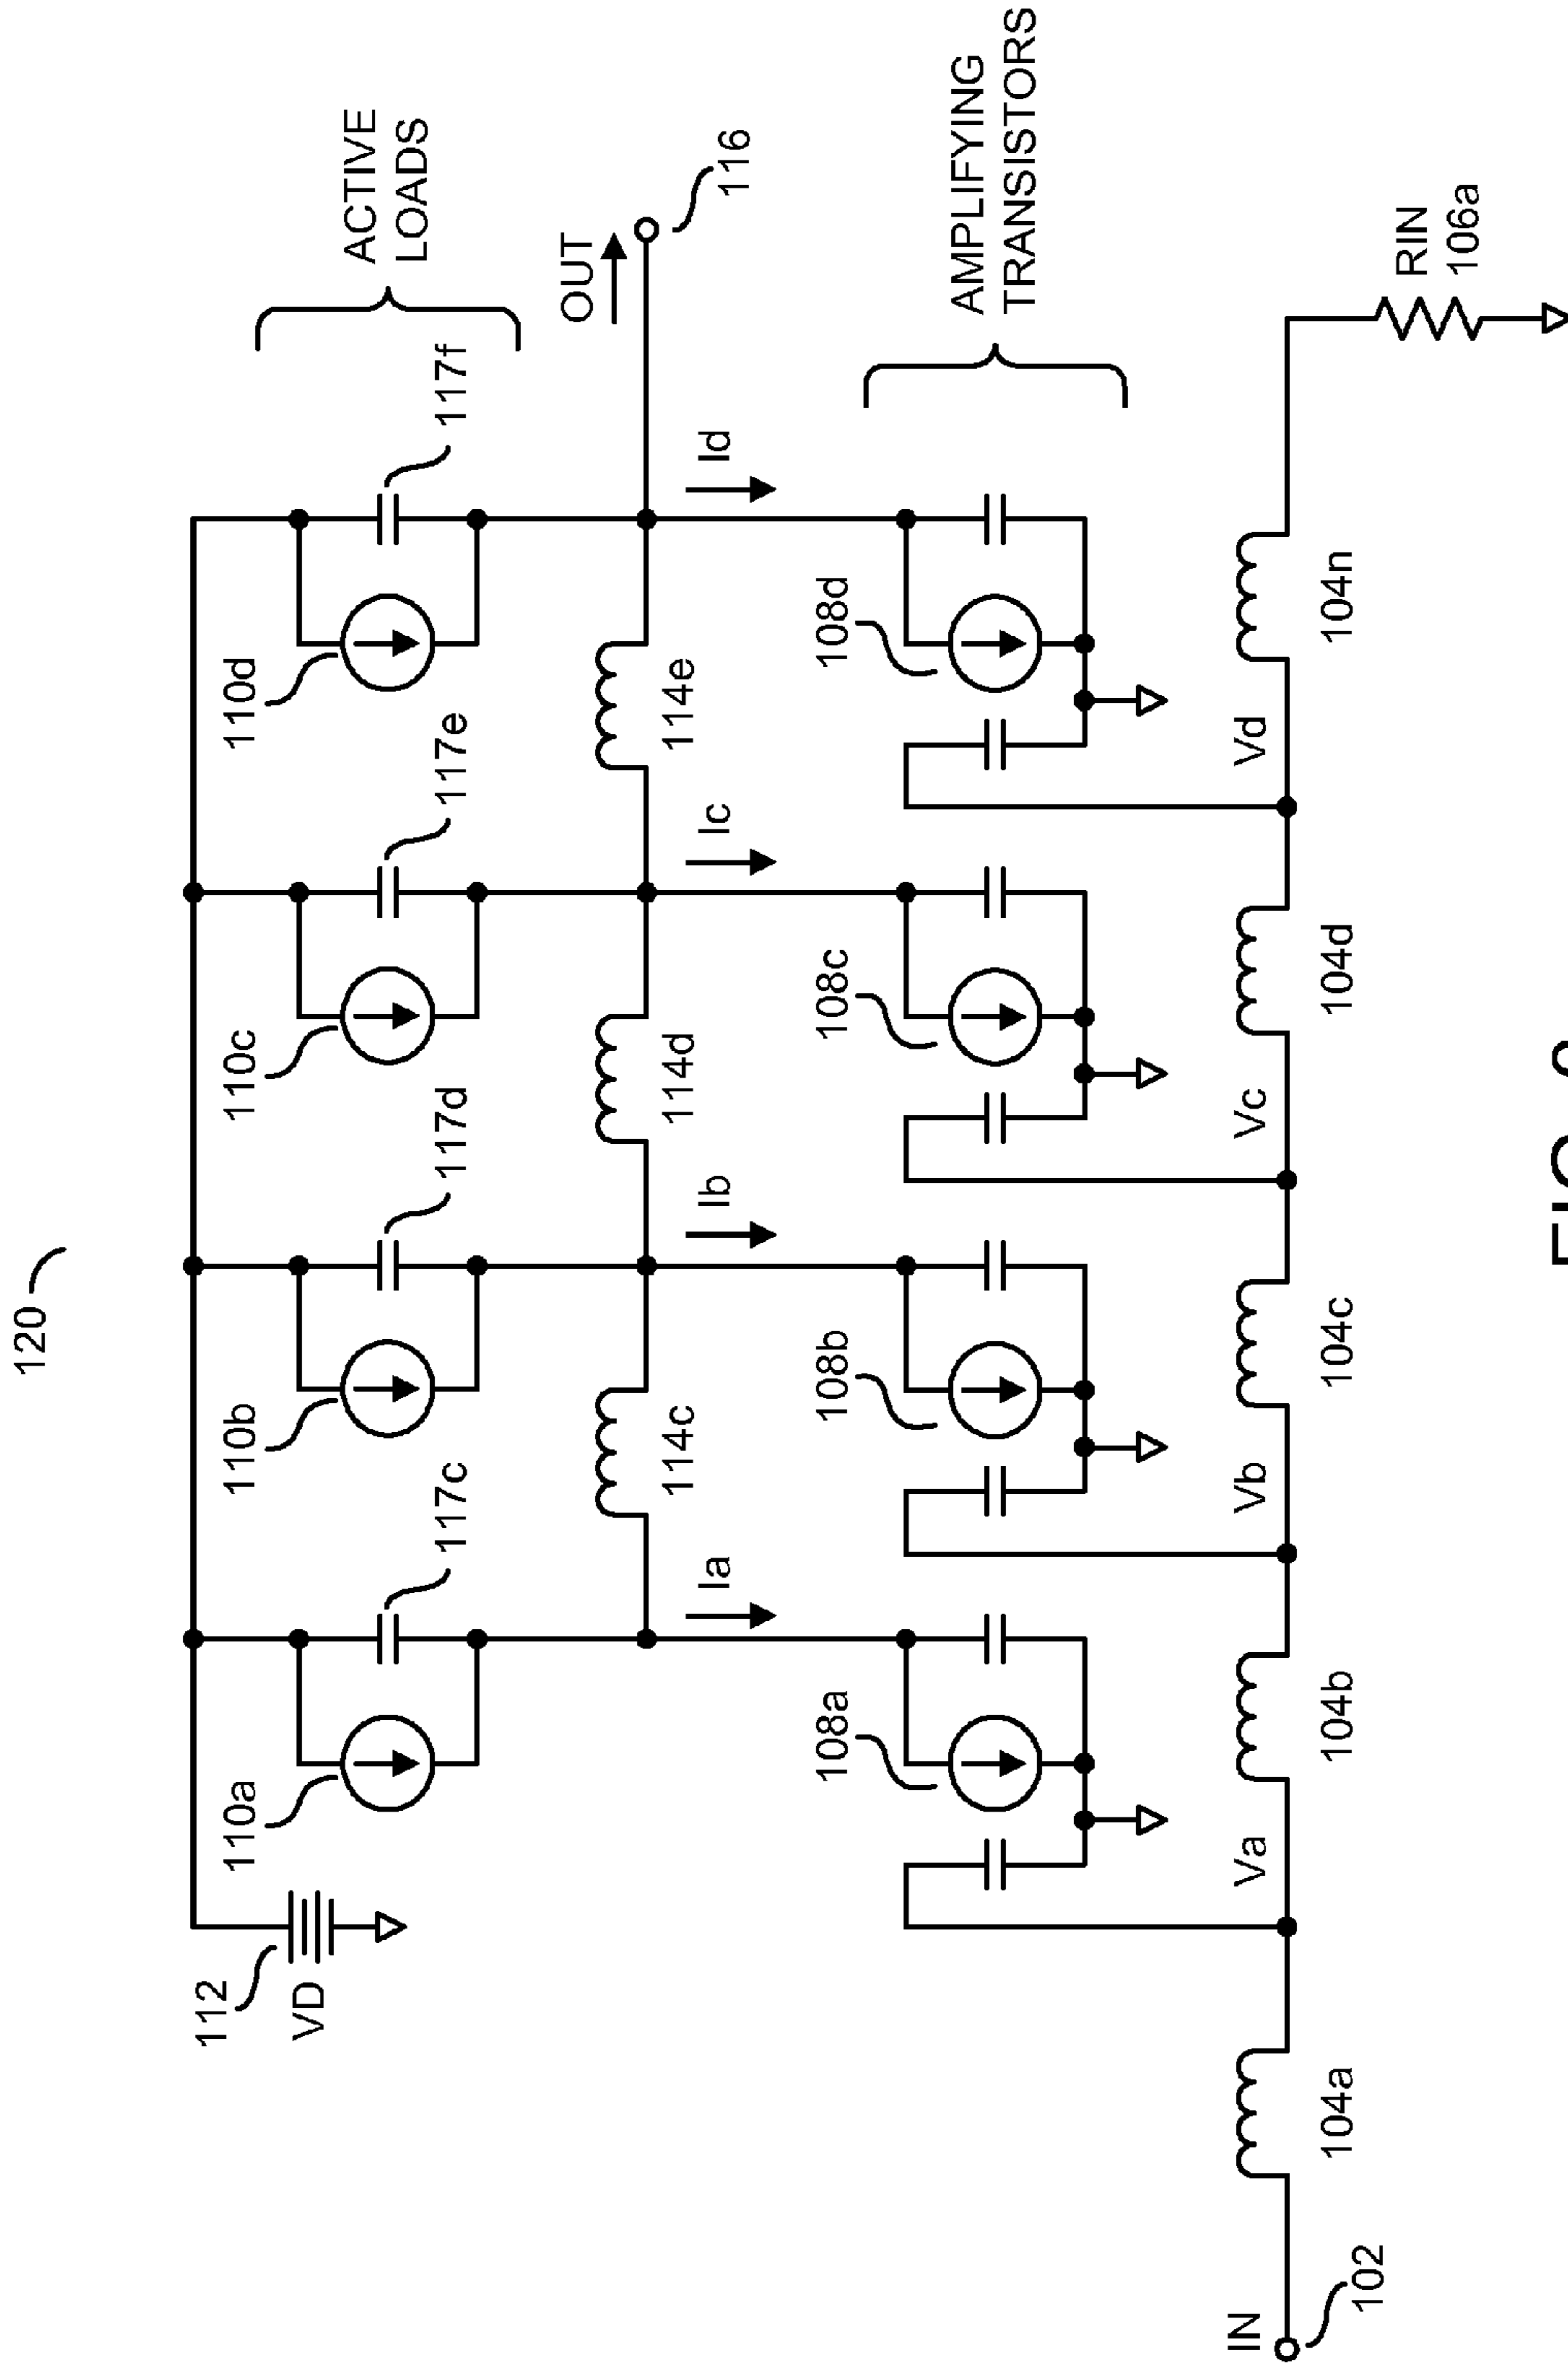 120
112
VD
110a
117c
110b
117d
110c
117e
110d
117f
ACTIVE
LOADS
OUT
116
114c
114d
114e
Ia
Ib
Ic
Id
108a
108b
108c
108d
AMPLIFYING
TRANSISTORS
IN
102
Va
Vb
Vc
Vd
104a
104b
104c
104d
104n
RIN
106a